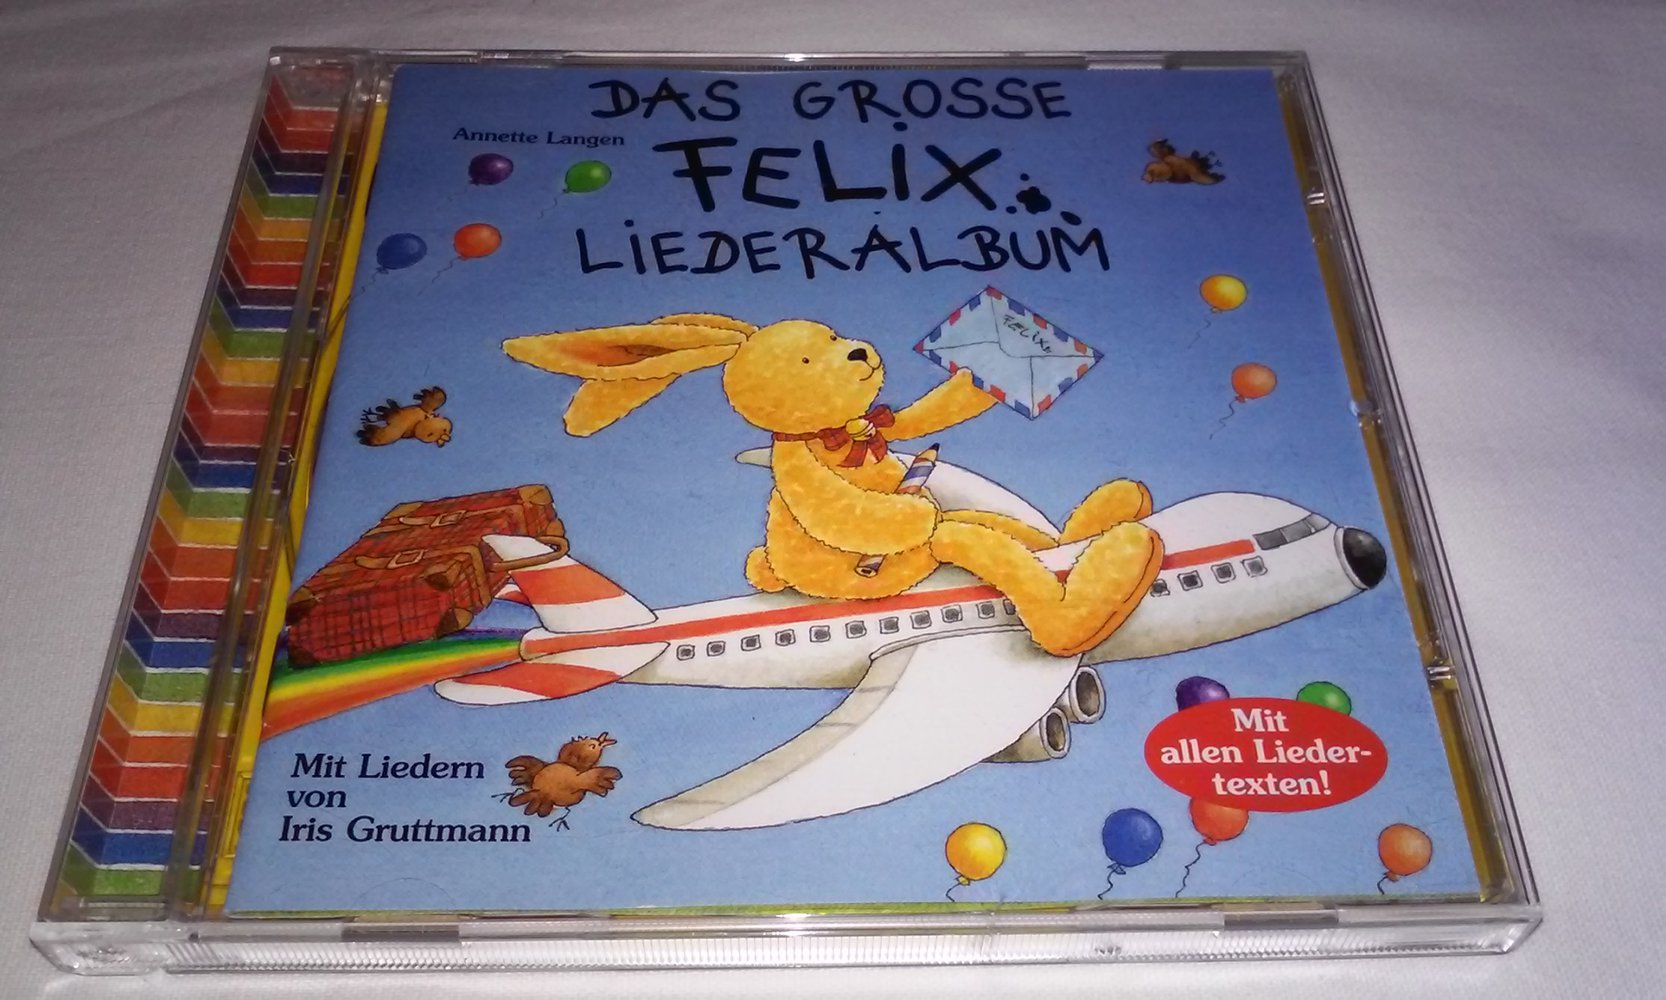 DAS GROSSE
Annette Langen
FELIX
LIEDERALBUM
FELIX
Mit Liedern
von
Iris Gruttmann
Mit
allen Lieder-
texten!